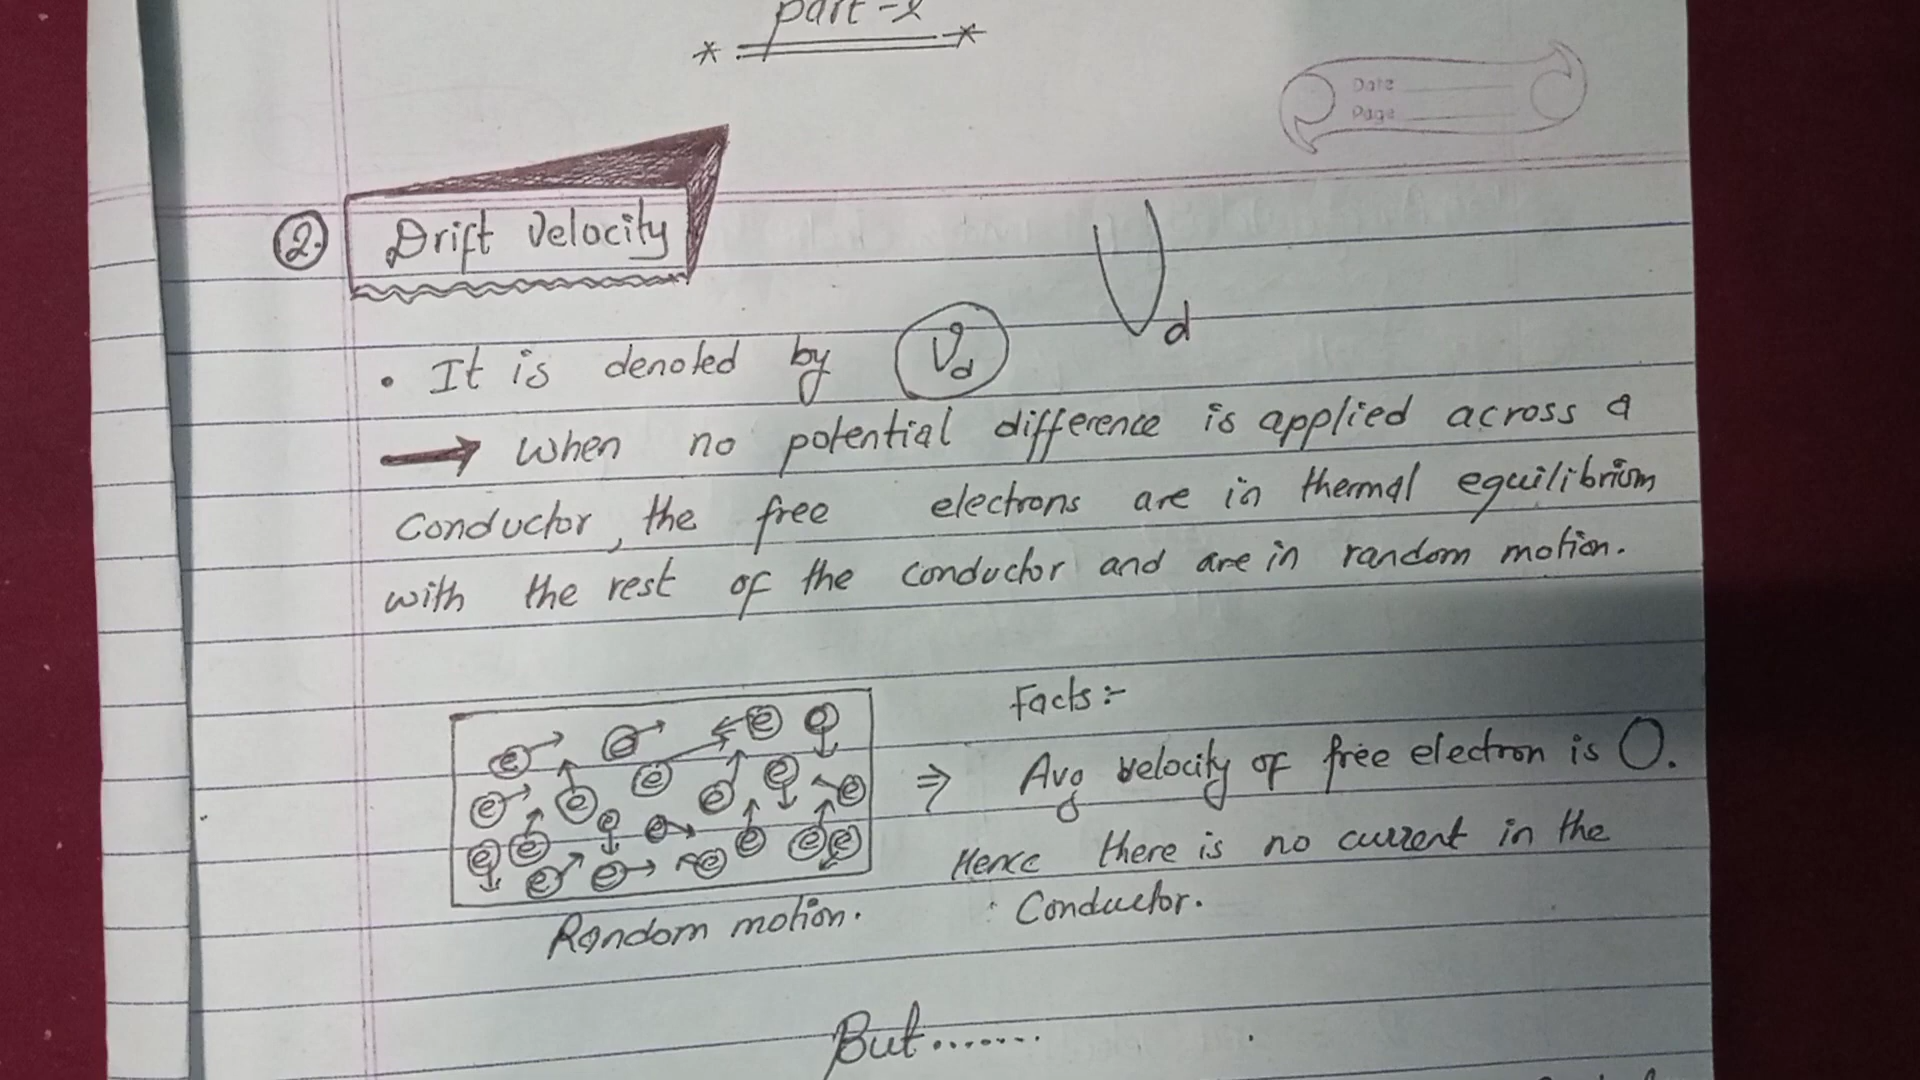 part-2
Date
Page
2. Drift Velocity
Vd
• It is denoted by Vd
→ When no potential difference is applied across a
Conductor, the free electrons are in thermal equilibrium
with the rest of the conductor and are in random motion.
Facts :-
⇒ Avg velocity of free electron is 0.
Hence there is no current in the
Conductor.
e e e e
e e e e e e
e e e e e e e
e e e e
Random motion.
But.......